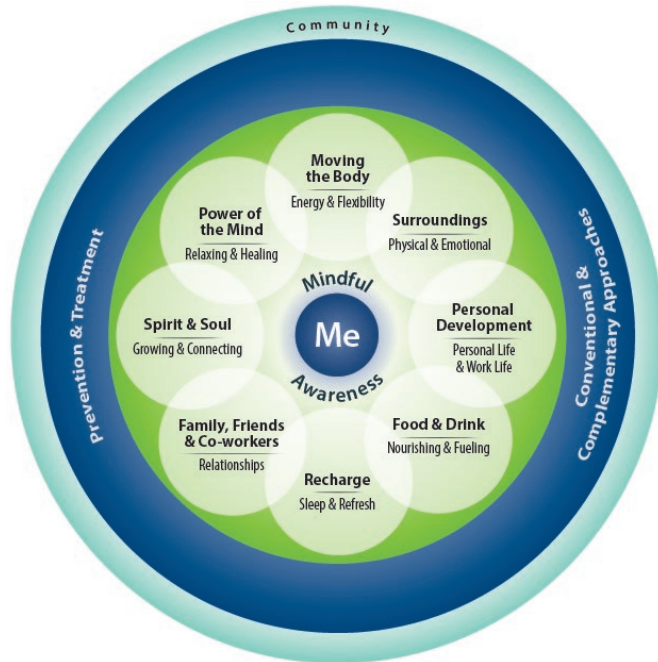 Community
Prevention & Treatment
Conventional &
Complementary Approaches
Moving
the Body
Energy & Flexibility
Surroundings
Physical & Emotional
Personal
Development
Personal Life
& Work Life
Food & Drink
Nourishing & Fueling
Recharge
Sleep & Refresh
Family, Friends
& Co-workers
Relationships
Spirit & Soul
Growing & Connecting
Power of
the Mind
Relaxing & Healing
Mindful
Me
Awareness